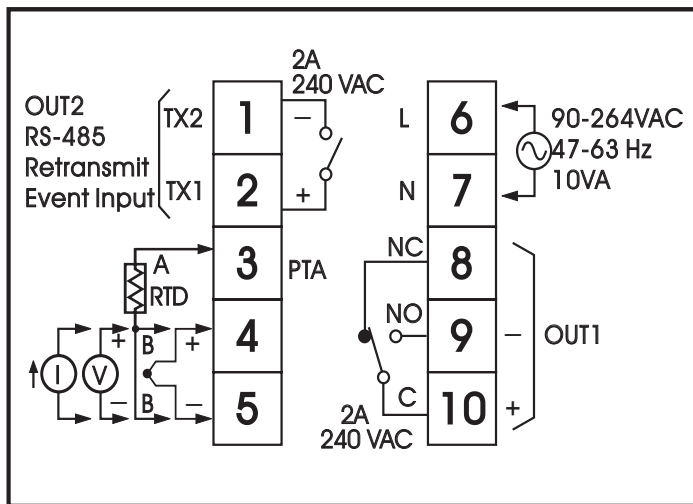 2A
240 VAC
OUT2
RS-485
Retransmit
Event Input
TX2
TX1
1
−
2
+
3
PTA
A
RTD
4
5
I
V
+
−
B
B
+
−
L
N
6
7
90-264VAC
47-63 Hz
10VA
NC
8
NO
9
−
OUT1
C
10
+
2A
240 VAC